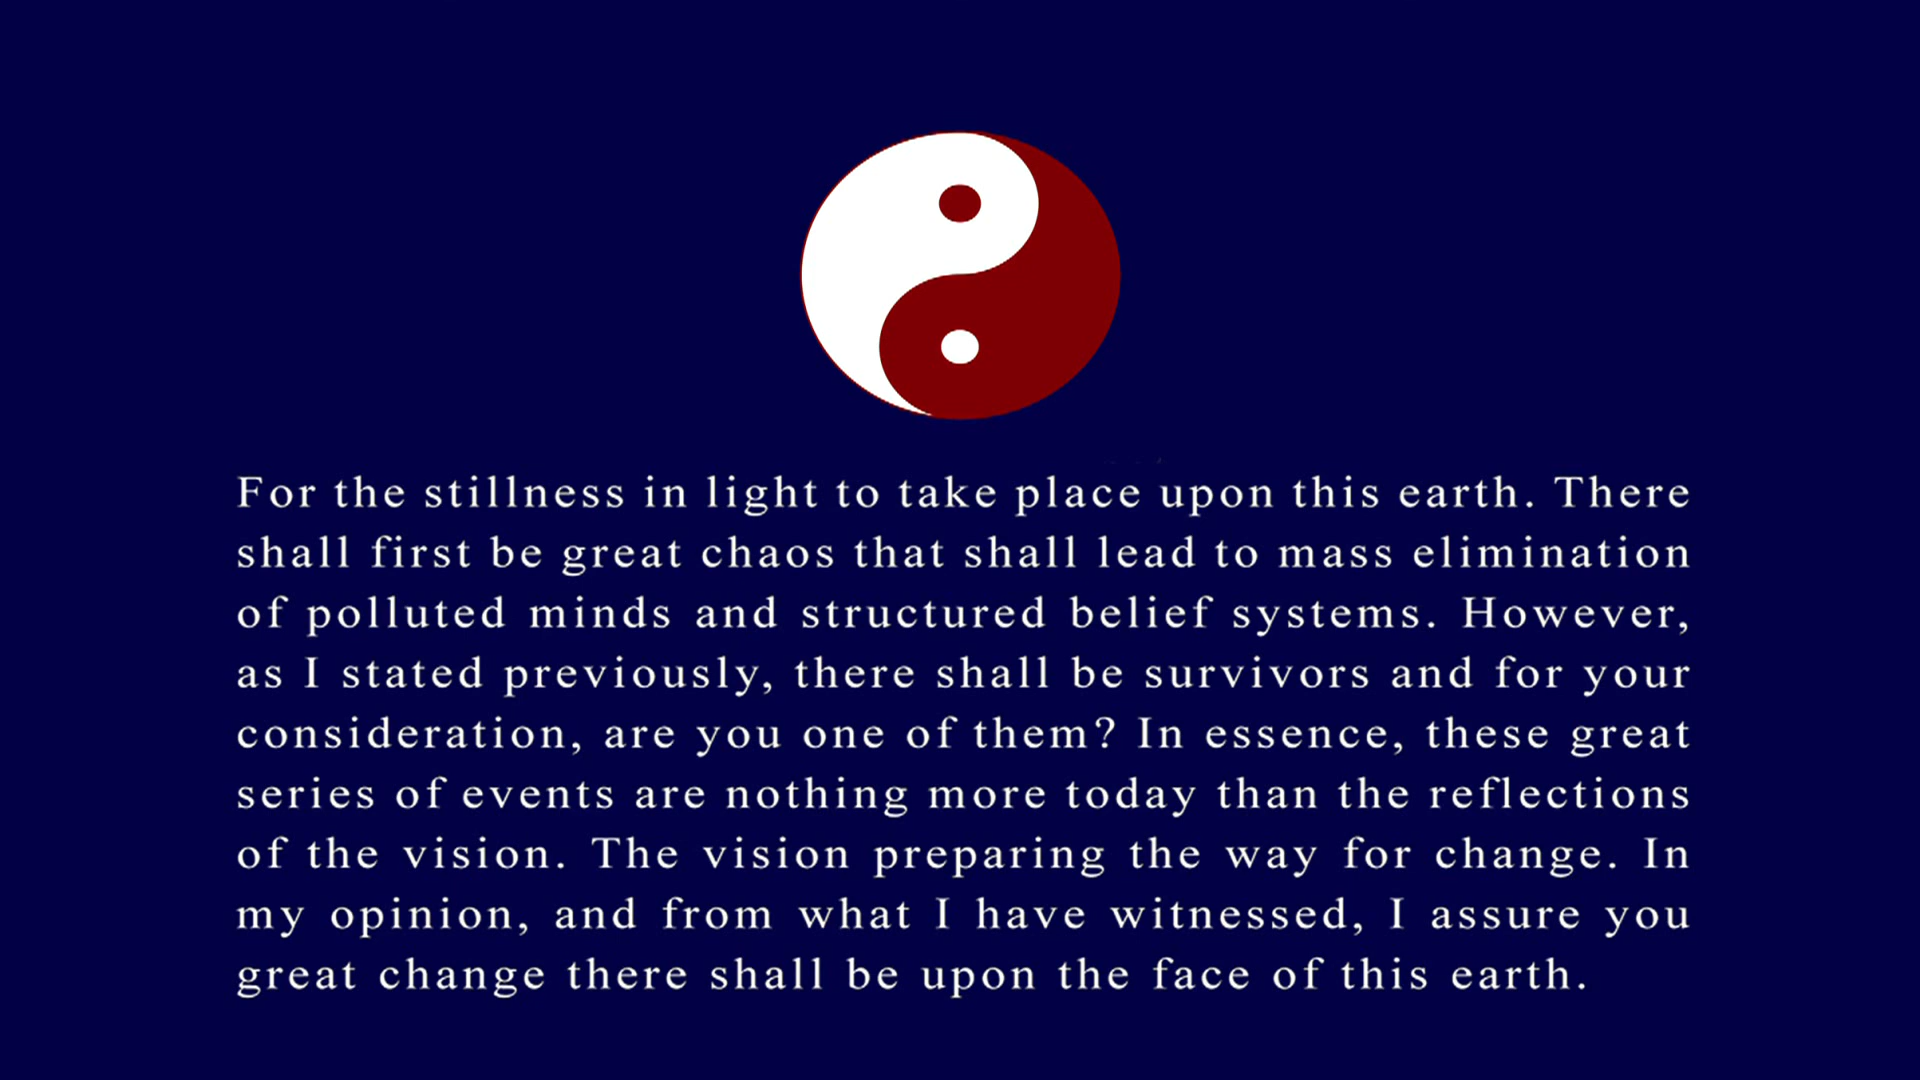 For the stillness in light to take place upon this earth. There
shall first be great chaos that shall lead to mass elimination
of polluted minds and structured belief systems. However,
as I stated previously, there shall be survivors and for your
consideration, are you one of them? In essence, these great
series of events are nothing more today than the reflections
of the vision. The vision preparing the way for change. In
my opinion, and from what I have witnessed, I assure you
great change there shall be upon the face of this earth.